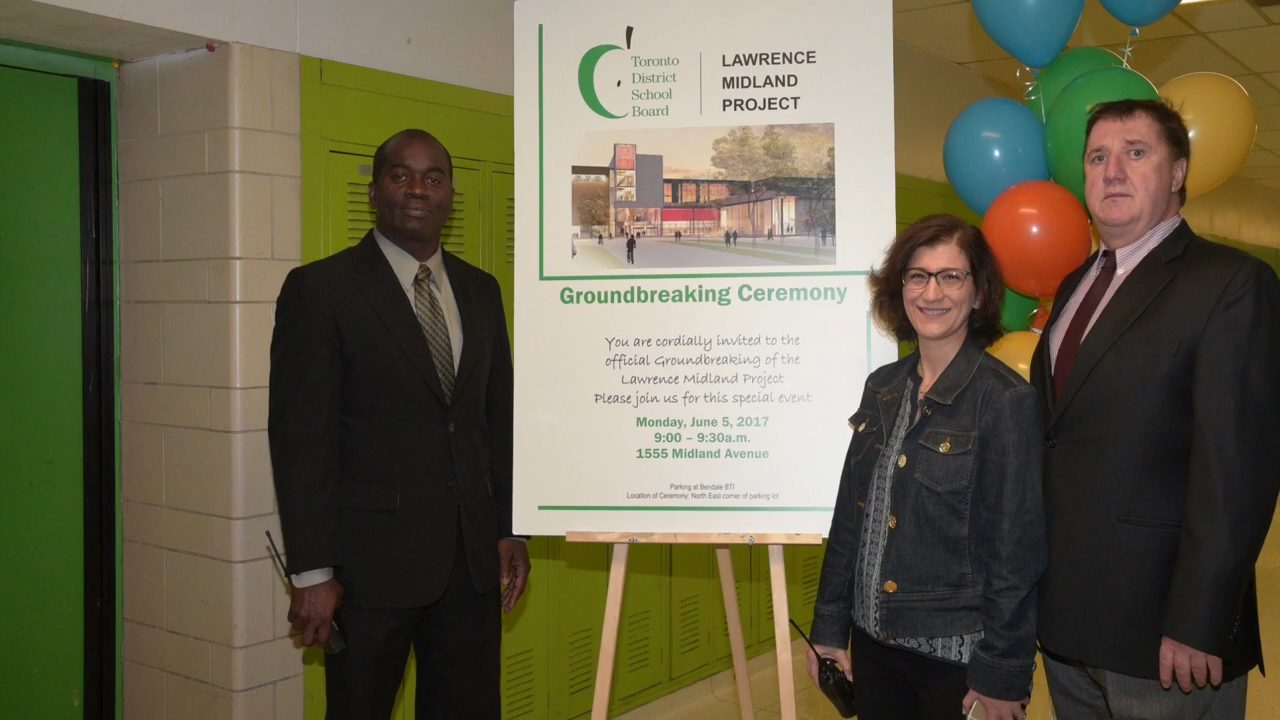 Toronto
District
School
Board
LAWRENCE
MIDLAND
PROJECT
Groundbreaking Ceremony
You are cordially invited to the
official Groundbreaking of the
Lawrence Midland Project
Please join us for this special event
Monday, June 5, 2017
9:00 – 9:30a.m.
1555 Midland Avenue
Parking at Bendale BTI
Location of Ceremony: North East corner of parking lot